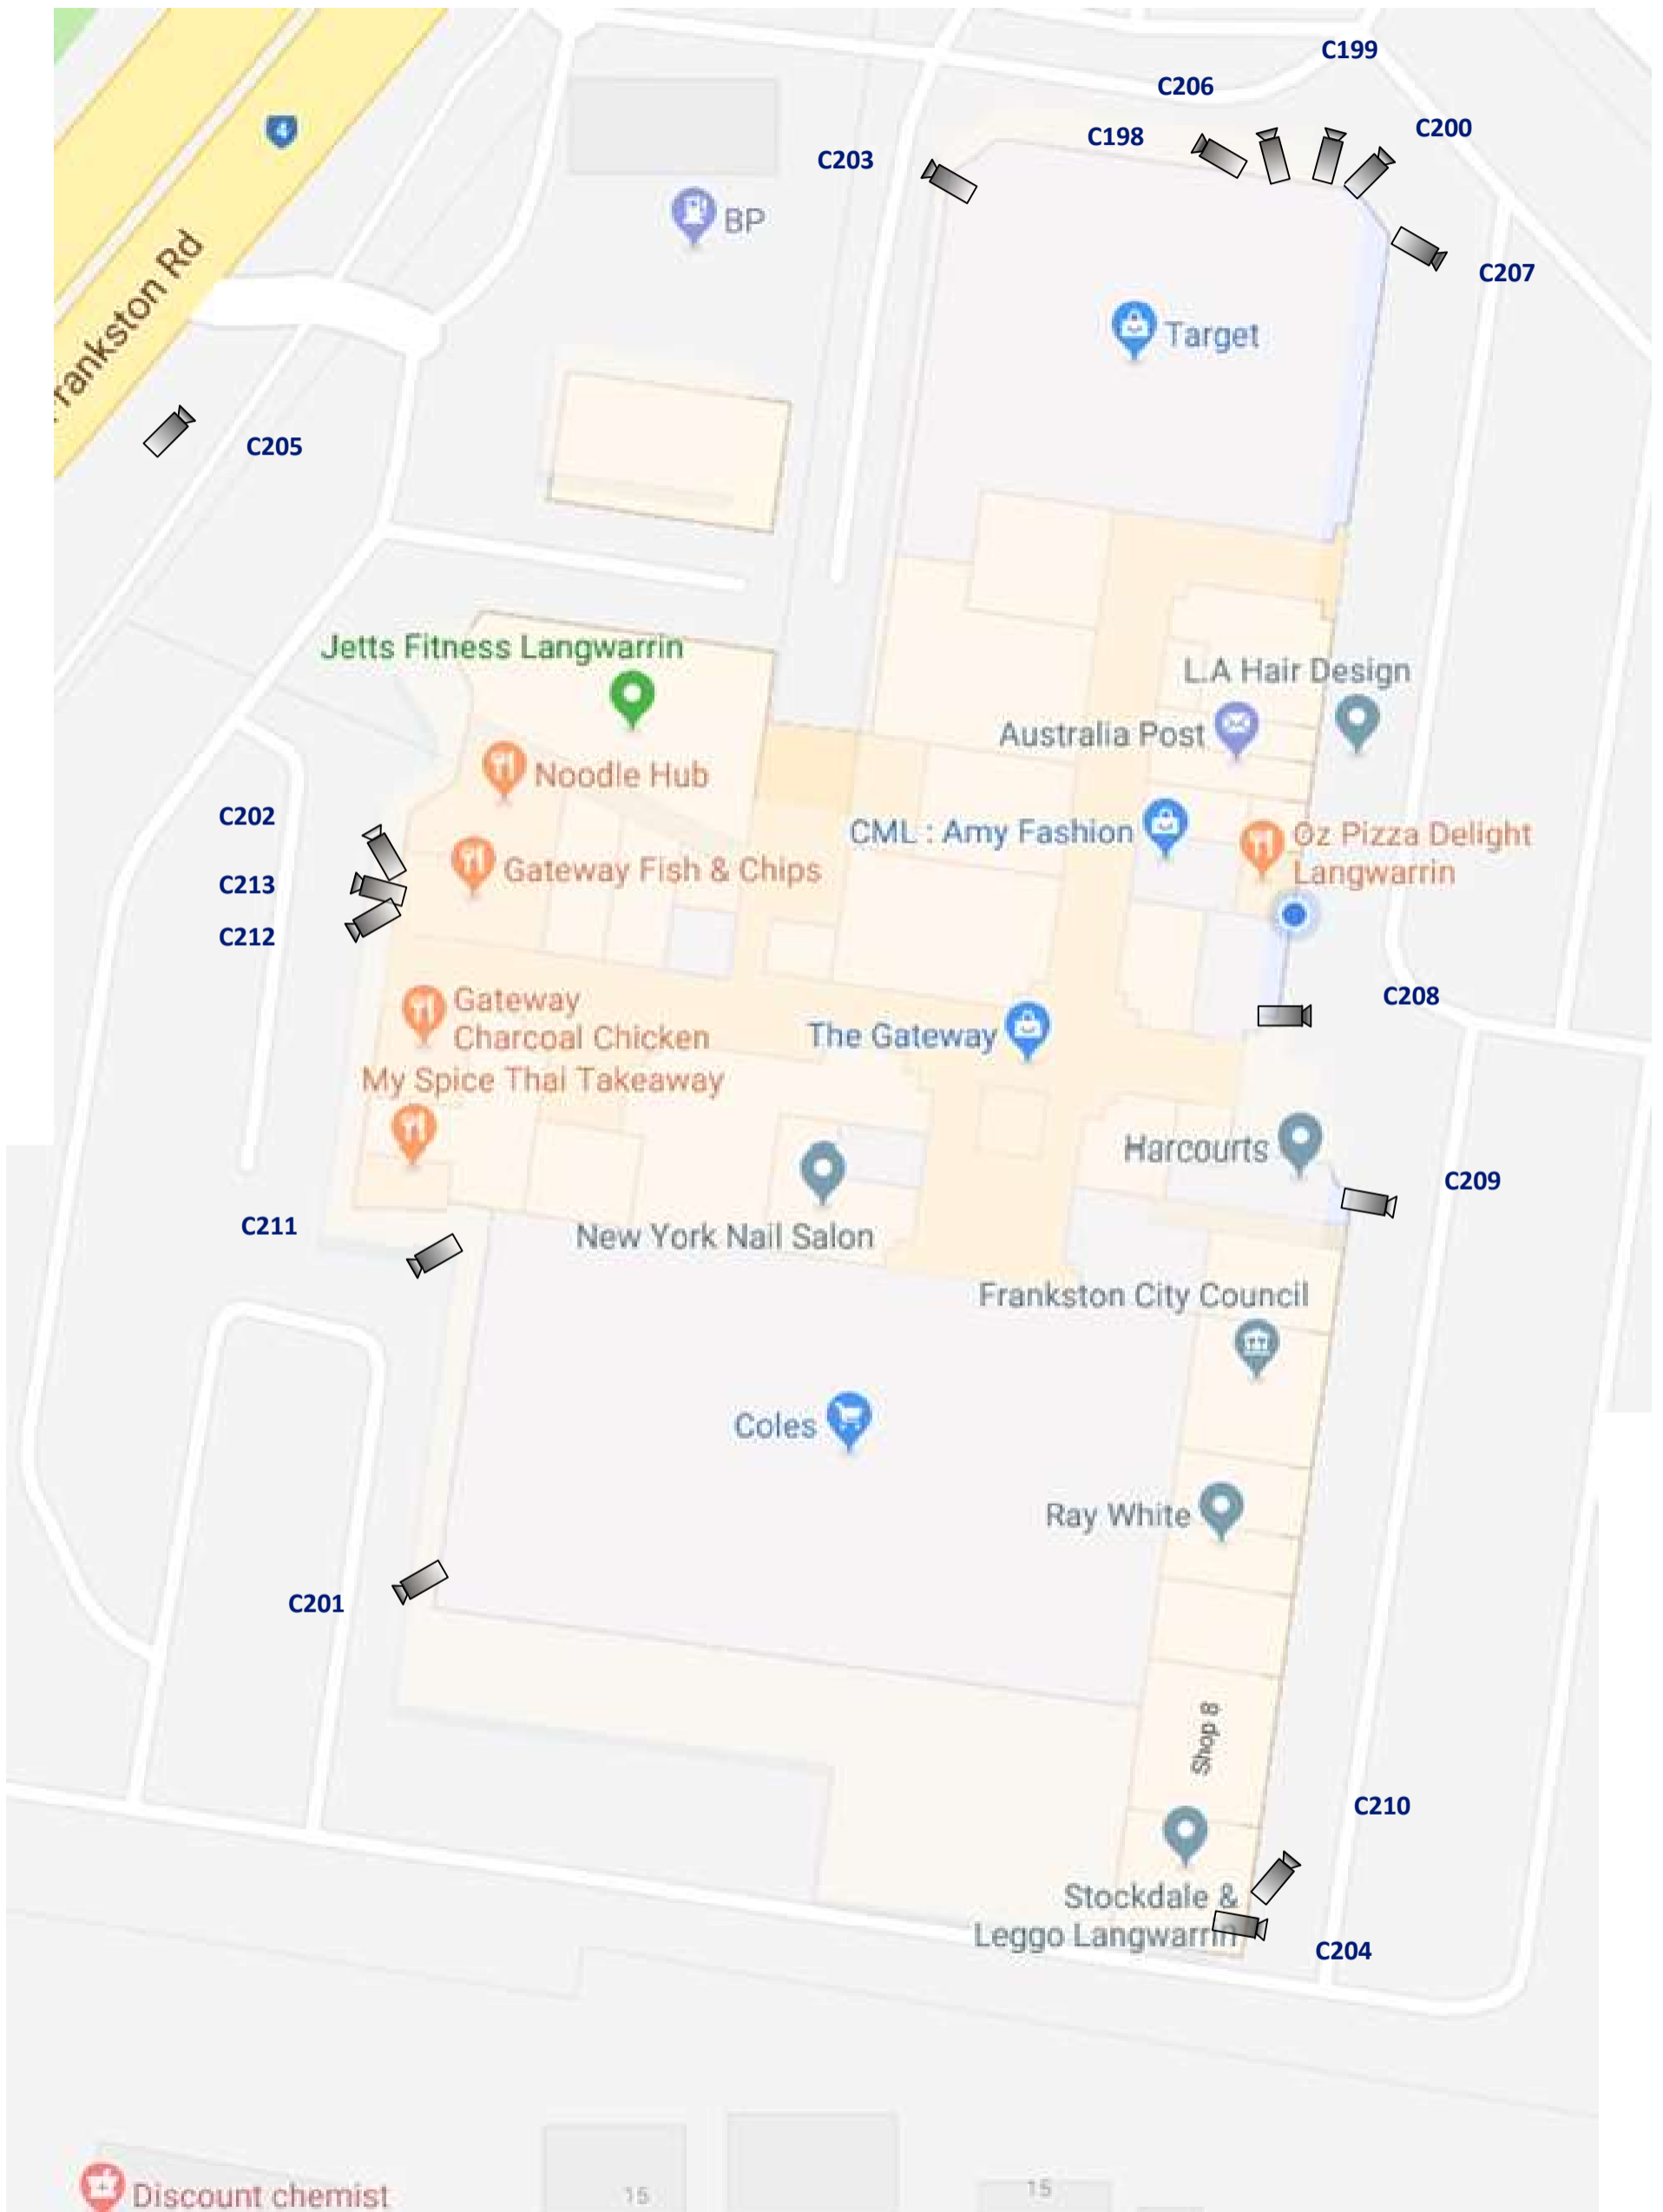 C199
C206
C200
4
C198
C203
BP
C207
Frankston Rd
Target
C205
Jetts Fitness Langwarrin
L.A Hair Design
Australia Post
Noodle Hub
C202
CML : Amy Fashion
Oz Pizza Delight
Langwarrin
Gateway Fish & Chips
C213
C212
C208
Gateway
Charcoal Chicken
The Gateway
My Spice Thai Takeaway
Harcourts
C209
C211
New York Nail Salon
Frankston City Council
Coles
Ray White
C201
Shop 8
C210
Stockdale &
Leggo Langwarrin
C204
Discount chemist
15
15